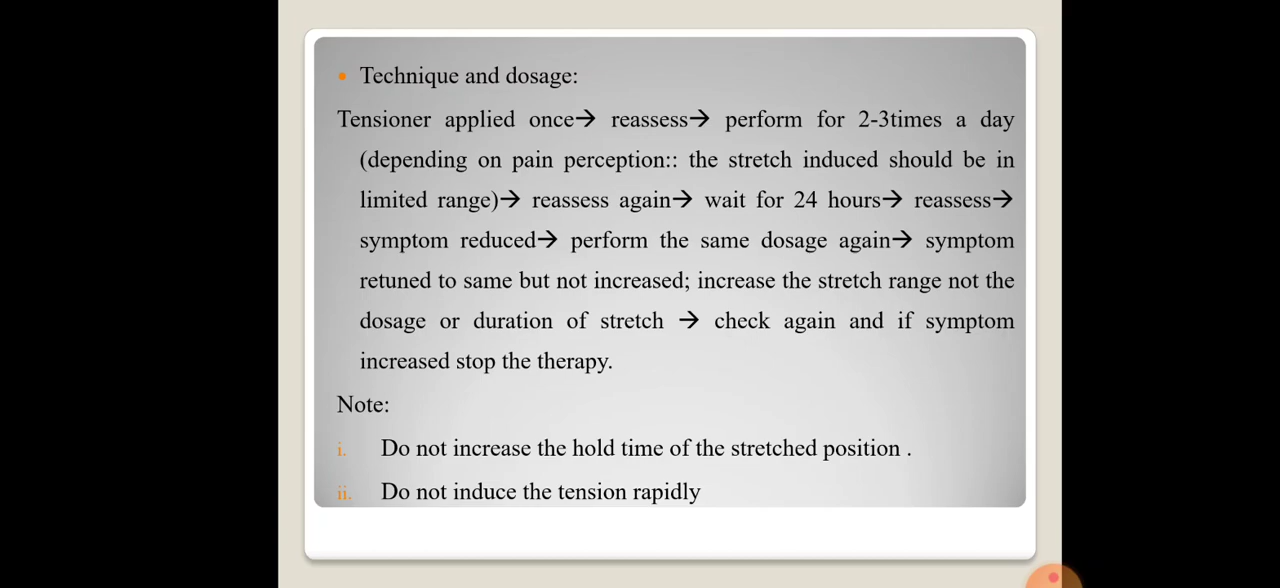 • Technique and dosage:
Tensioner applied once→ reassess→ perform for 2-3times a day
(depending on pain perception:: the stretch induced should be in
limited range)→ reassess again→ wait for 24 hours→ reassess→
symptom reduced→ perform the same dosage again→ symptom
retuned to same but not increased; increase the stretch range not the
dosage or duration of stretch → check again and if symptom
increased stop the therapy.
Note:
i. Do not increase the hold time of the stretched position .
ii. Do not induce the tension rapidly